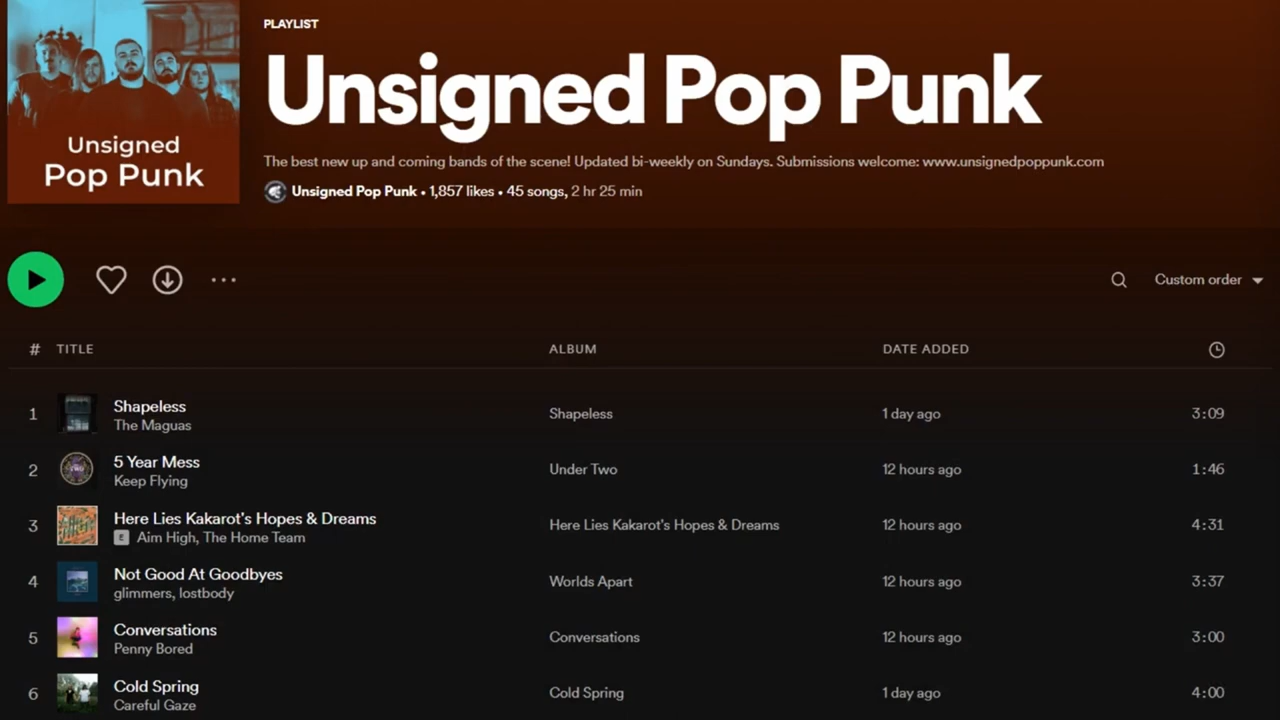 PLAYLIST
Unsigned Pop Punk
Unsigned
Pop Punk
The best new up and coming bands of the scene! Updated bi-weekly on Sundays. Submissions welcome: www.unsignedpoppunk.com
Unsigned Pop Punk • 1,857 likes • 45 songs, 2 hr 25 min
Custom order
# TITLE ALBUM DATE ADDED
1 Shapeless Shapeless 1 day ago 3:09
The Maguas
2 5 Year Mess Under Two 12 hours ago 1:46
Keep Flying
3 Here Lies Kakarot's Hopes & Dreams Here Lies Kakarot's Hopes & Dreams 12 hours ago 4:31
E Aim High, The Home Team
4 Not Good At Goodbyes Worlds Apart 12 hours ago 3:37
glimmers, lostbody
5 Conversations Conversations 12 hours ago 3:00
Penny Bored
6 Cold Spring Cold Spring 1 day ago 4:00
Careful Gaze